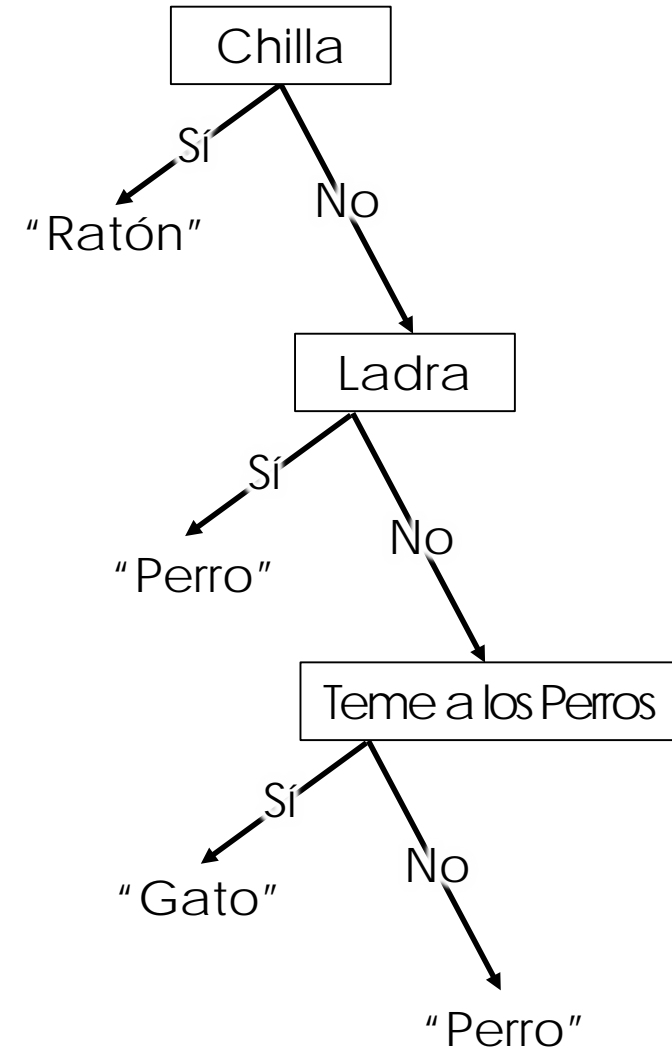 Chilla
Sí
No
“Ratón”
Ladra
Sí
No
“Perro”
Teme a los Perros
Sí
No
“Gato”
“Perro”